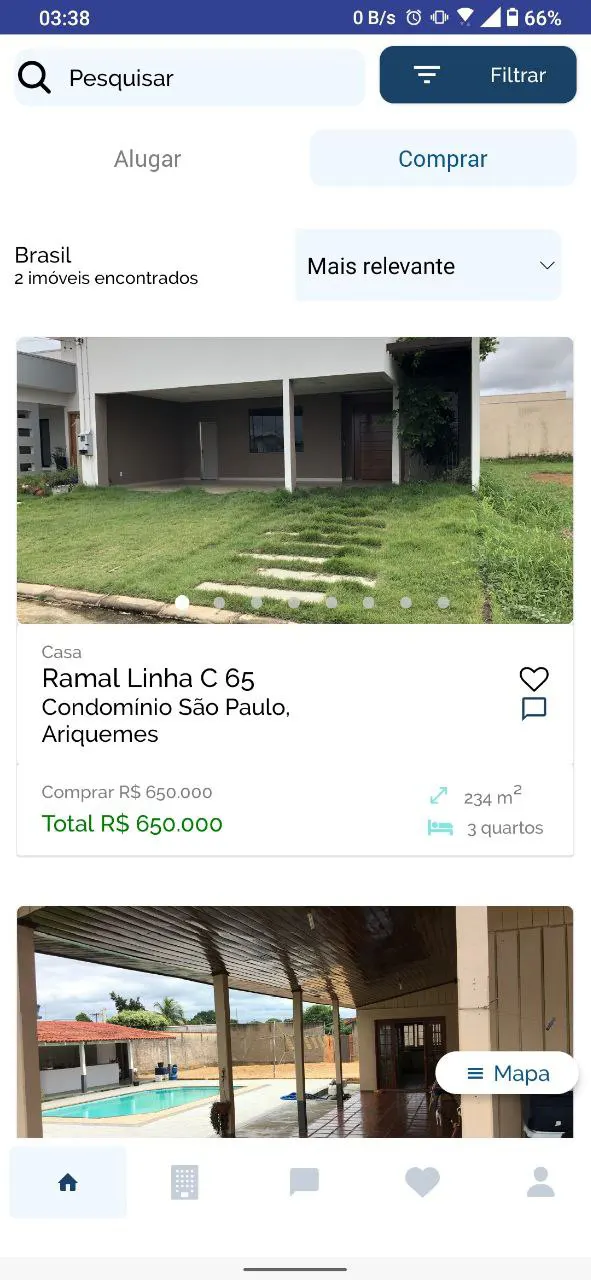 03:38
0 B/s
66%
Pesquisar
Filtrar
Alugar
Comprar
Brasil
2 imóveis encontrados
Mais relevante
Casa
Ramal Linha C 65
Condomínio São Paulo,
Ariquemes
Comprar R$ 650.000
Total R$ 650.000
234 m²
3 quartos
Mapa